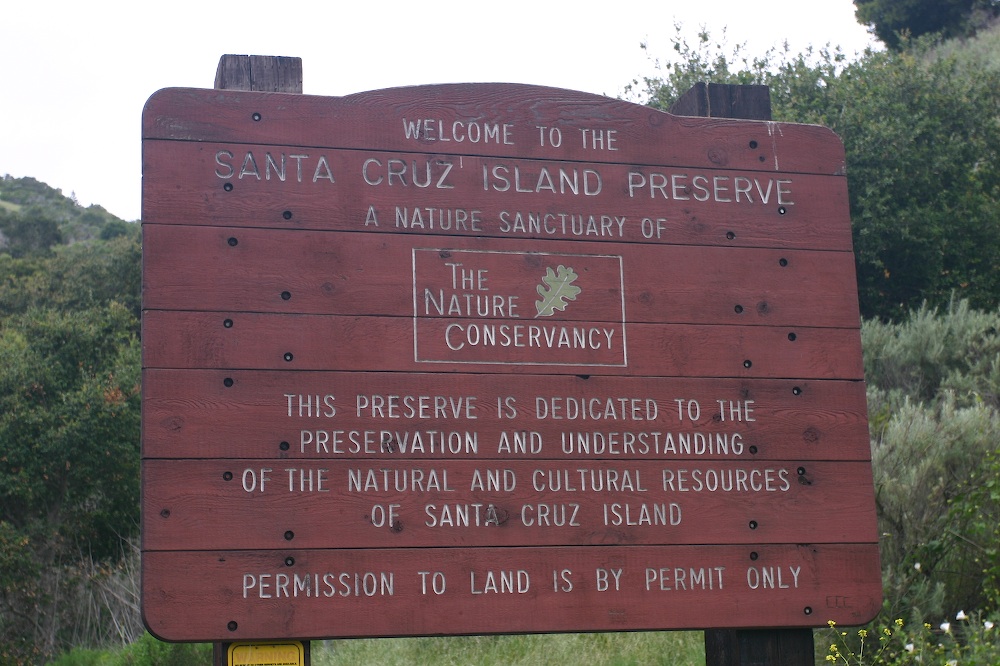 WELCOME TO THE
SANTA CRUZ ISLAND PRESERVE
A NATURE SANCTUARY OF
THE
NATURE
CONSERVANCY
THIS PRESERVE IS DEDICATED TO THE
PRESERVATION AND UNDERSTANDING
OF THE NATURAL AND CULTURAL RESOURCES
OF SANTA CRUZ ISLAND
PERMISSION TO LAND IS BY PERMIT ONLY